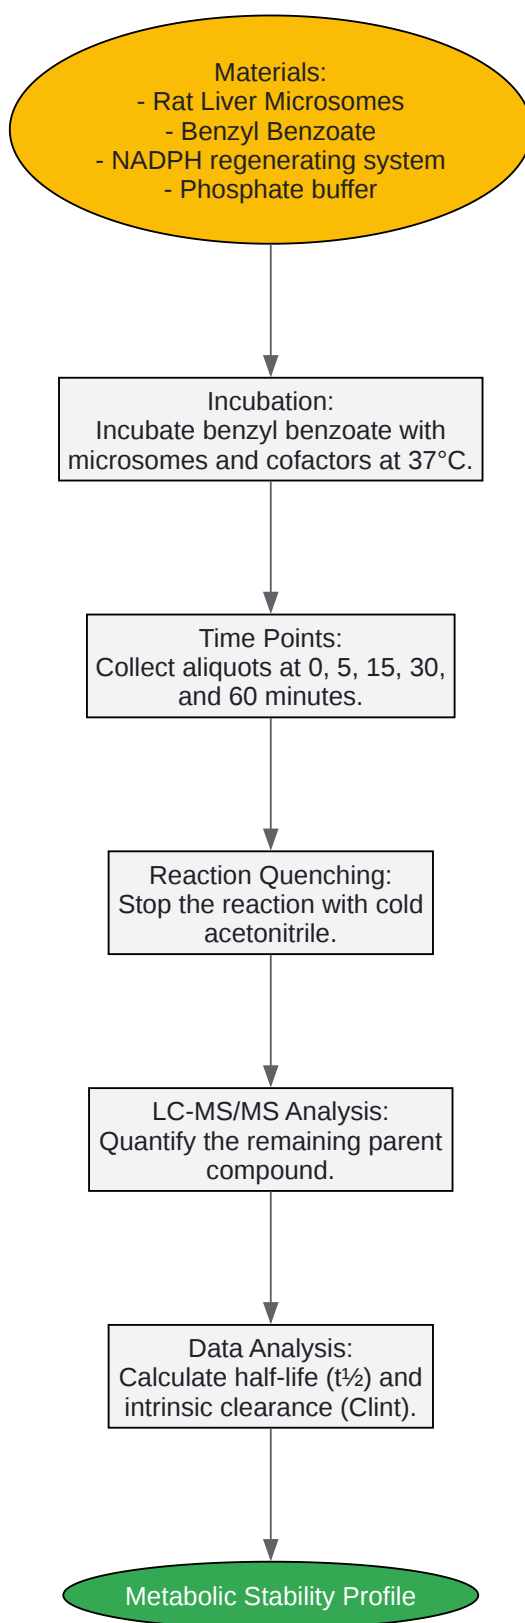 Materials:
- Rat Liver Microsomes
- Benzyl Benzoate
- NADPH regenerating system
- Phosphate buffer
Incubation:
Incubate benzyl benzoate with
microsomes and cofactors at 37°C.
Time Points:
Collect aliquots at 0, 5, 15, 30,
and 60 minutes.
Reaction Quenching:
Stop the reaction with cold
acetonitrile.
LC-MS/MS Analysis:
Quantify the remaining parent
compound.
Data Analysis:
Calculate half-life (t½) and
intrinsic clearance (Clint).
Metabolic Stability Profile